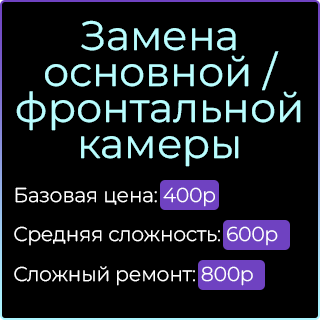 Замена
основной /
фронтальной
камеры
Базовая цена: 400р
Средняя сложность: 600р
Сложный ремонт: 800р